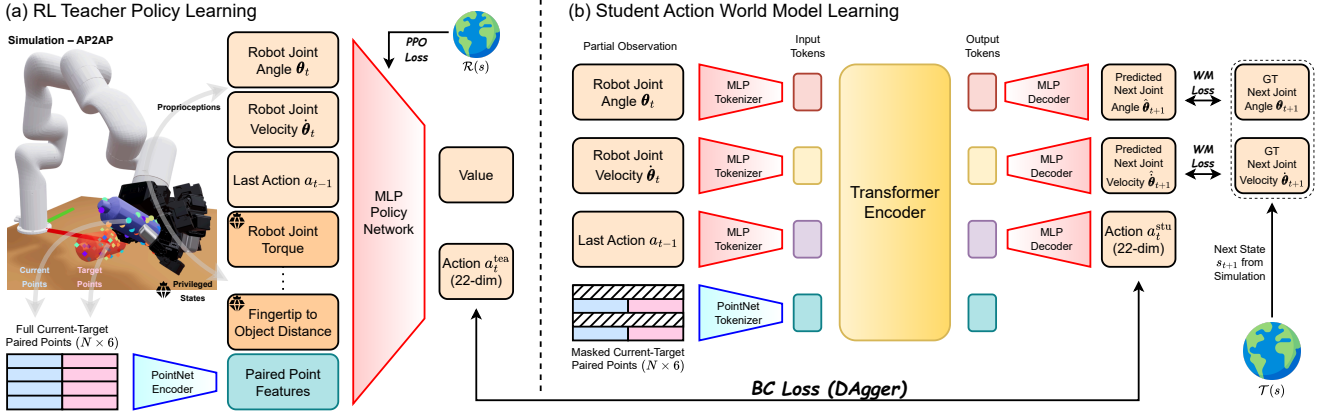 (a) RL Teacher Policy Learning
Simulation – AP2AP
Proprioceptions
Current
Points
Target
Points
Privileged
States
Full Current-Target
Paired Points (N × 6)
PointNet
Encoder
Robot Joint
Angle θ_t
Robot Joint
Velocity θ̇_t
Last Action a_{t−1}
Robot Joint
Torque
Fingertip to
Object Distance
Paired Point
Features
MLP
Policy
Network
PPO
Loss
R(s)
Value
Action a_t^{tea}
(22-dim)
(b) Student Action World Model Learning
Partial Observation
Input
Tokens
Output
Tokens
Robot Joint
Angle θ_t
MLP
Tokenizer
MLP
Decoder
Predicted
Next Joint
Angle θ̂_{t+1}
WM
Loss
GT
Next Joint
Angle θ_{t+1}
Robot Joint
Velocity θ̇_t
MLP
Tokenizer
Transformer
Encoder
MLP
Decoder
Predicted
Next Joint
Velocity θ̇̂_{t+1}
WM
Loss
GT
Next Joint
Velocity θ̇_{t+1}
Last Action a_{t−1}
MLP
Tokenizer
MLP
Decoder
Action a_t^{stu}
(22-dim)
Next State
s_{t+1} from
Simulation
PointNet
Tokenizer
Masked Current-Target
Paired Points (N × 6)
BC Loss (DAgger)
T(s)